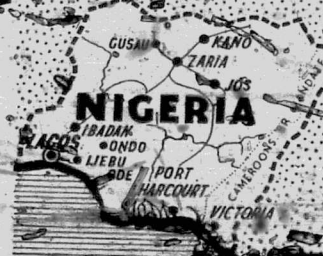 GUSAU
KANO
ZARIA
JOS
NIGERIA
IBADAN
LAGOS
ONDO
IJEBU
ODE
PORT
HARCOURT
CAMEROONS
VICTORIA